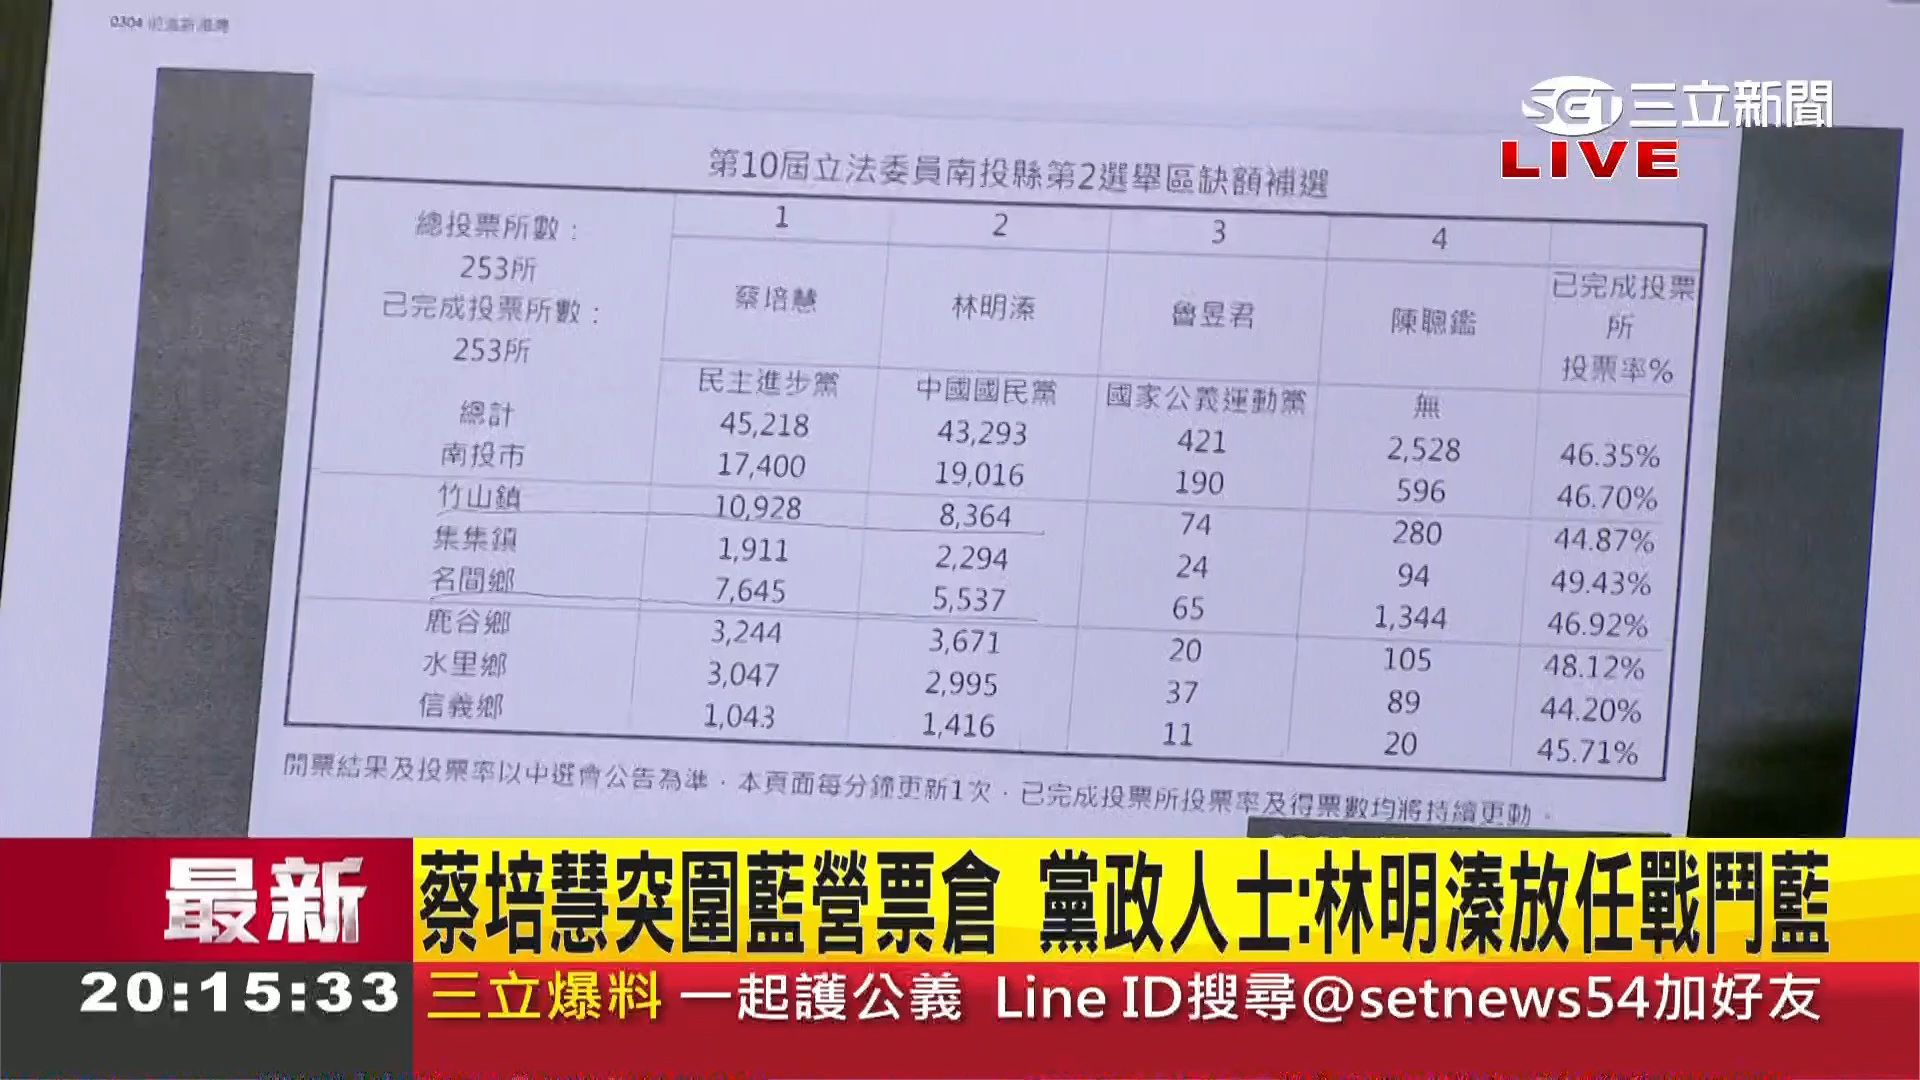 0304
SET三立新聞
LIVE
第10屆立法委員南投縣第2選舉區缺額補選
總投票所數：
253所
已完成投票所數：
253所
1 2 3 4
蔡培慧 林明溱 曾昱君 陳聰鑑 已完成投票所
投票率%
民主進步黨 中國國民黨 國家公義運動黨 無
總計 45,218 43,293 421 2,528 46.35%
南投市 17,400 19,016 190 596 46.70%
竹山鎮 10,928 8,364 74 280 44.87%
集集鎮 1,911 2,294 24 94 49.43%
名間鄉 7,645 5,537 65 1,344 46.92%
鹿谷鄉 3,244 3,671 20 105 48.12%
水里鄉 3,047 2,995 37 89 44.20%
信義鄉 1,043 1,416 11 20 45.71%
開票結果及投票率以中選會公告為準，本頁面每分鐘更新1次，已完成投票所投票率及得票數均將持續更動。
最新 蔡培慧突圍藍營票倉 黨政人士:林明溱放任戰鬥藍
20:15:33 三立爆料 一起護公義 Line ID搜尋@setnews54加好友